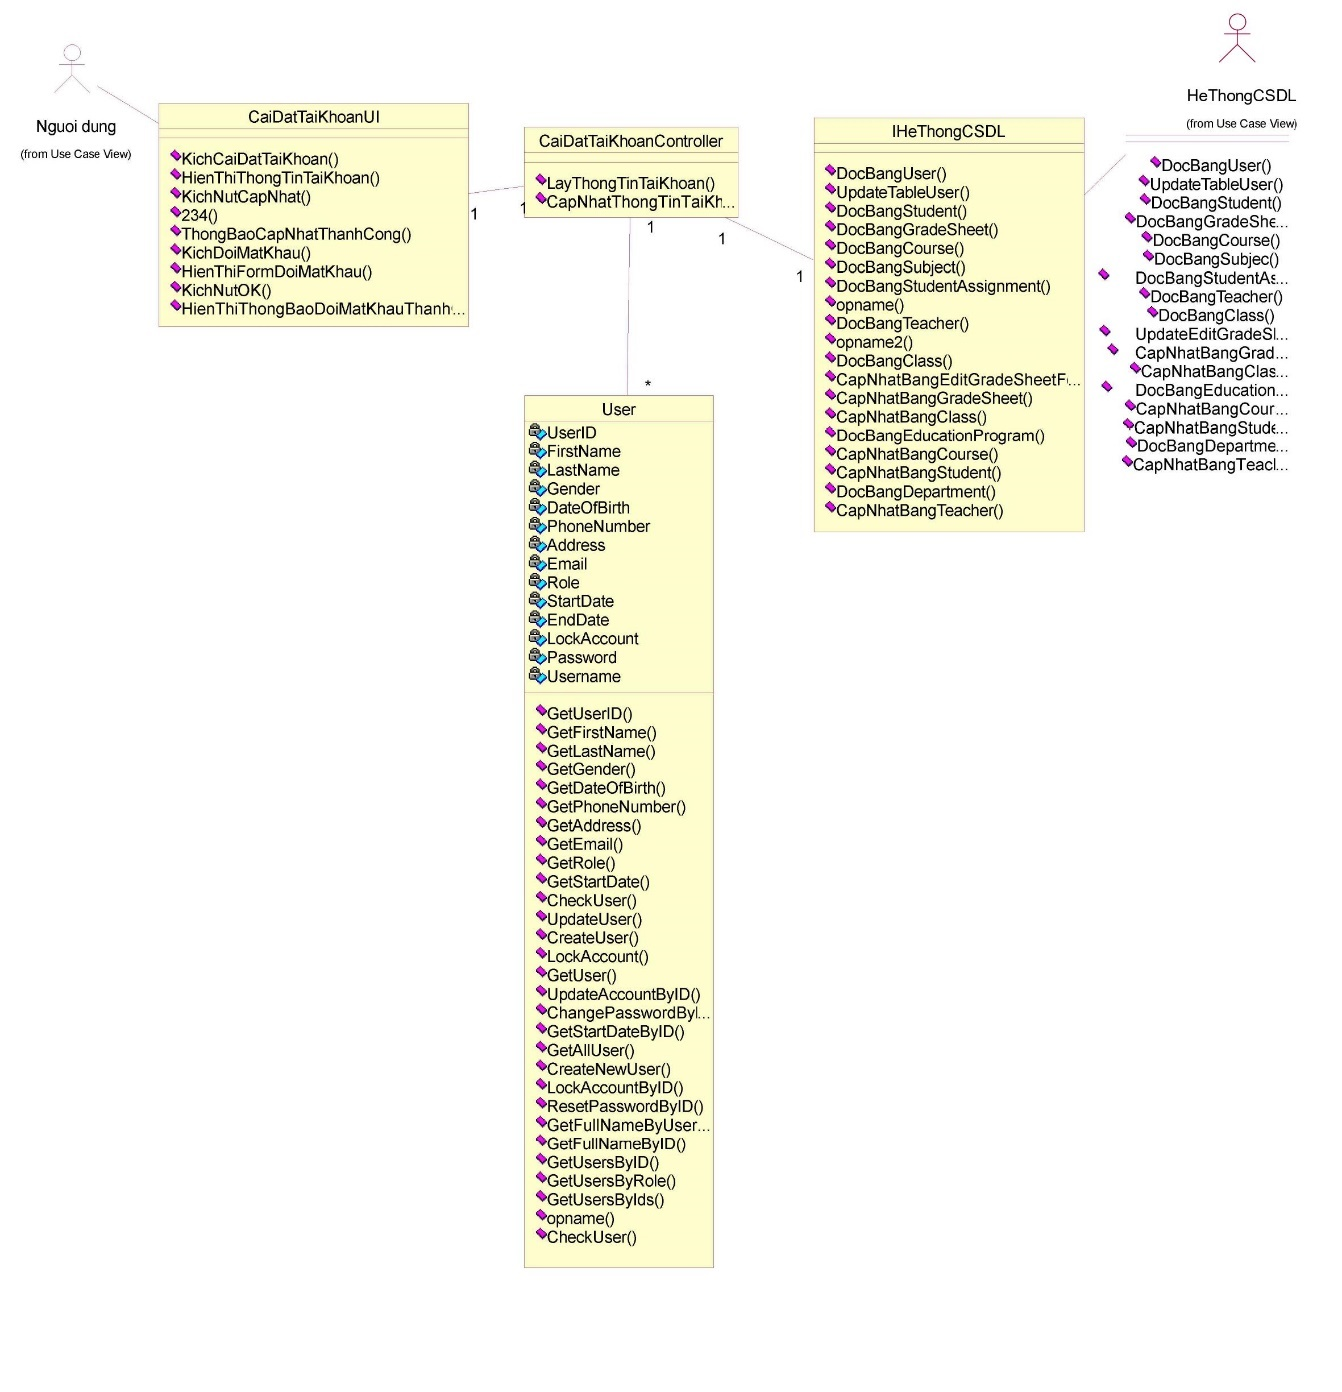 Nguoi dung
(from Use Case View)
CaiDatTaiKhoanUI
KichCaiDatTaiKhoan()
HienThiThongTinTaiKhoan()
KichNutCapNhat()
234()
ThongBaoCapNhatThanhCong()
KichDoiMatKhau()
HienThiFormDoiMatKhau()
KichNutOK()
HienThiThongBaoDoiMatKhauThanh...
1
1
CaiDatTaiKhoanController
LayThongTinTaiKhoan()
CapNhatThongTinTaiKh...
1
1
1
*
User
UserID
FirstName
LastName
Gender
DateOfBirth
PhoneNumber
Address
Email
Role
StartDate
EndDate
LockAccount
Password
Username
GetUserID()
GetFirstName()
GetLastName()
GetGender()
GetDateOfBirth()
GetPhoneNumber()
GetAddress()
GetEmail()
GetRole()
GetStartDate()
CheckUser()
UpdateUser()
CreateUser()
LockAccount()
GetUser()
UpdateAccountByID()
ChangePasswordByI...
GetStartDateByID()
GetAllUser()
CreateNewUser()
LockAccountByID()
ResetPasswordByID()
GetFullNameByUser...
GetFullNameByID()
GetUsersByID()
GetUsersByRole()
GetUsersByIds()
opname()
CheckUser()
IHeThongCSDL
DocBangUser()
UpdateTableUser()
DocBangStudent()
DocBangGradeSheet()
DocBangCourse()
DocBangSubject()
DocBangStudentAssignment()
opname()
DocBangTeacher()
opname2()
DocBangClass()
CapNhatBangEditGradeSheetF...
CapNhatBangGradeSheet()
CapNhatBangClass()
DocBangEducationProgram()
CapNhatBangCourse()
CapNhatBangStudent()
DocBangDepartment()
CapNhatBangTeacher()
HeThongCSDL
(from Use Case View)
DocBangUser()
UpdateTableUser()
DocBangStudent()
DocBangGradeShe...
DocBangCourse()
DocBangSubjec()
DocBangStudentAs...
DocBangTeacher()
DocBangClass()
UpdateEditGradeSl...
CapNhatBangGrad...
CapNhatBangClas...
DocBangEducation...
CapNhatBangCour...
CapNhatBangStude...
DocBangDepartme...
CapNhatBangTeacl...